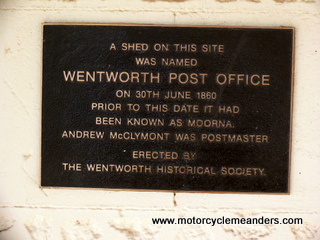 A SHED ON THIS SITE
WAS NAMED
WENTWORTH POST OFFICE
ON 30TH JUNE 1860
PRIOR TO THIS DATE IT HAD
BEEN KNOWN AS MOORNA.
ANDREW McCLYMONT WAS POSTMASTER
ERECTED BY
THE WENTWORTH HISTORICAL SOCIETY.
www.motorcyclemeanders.com